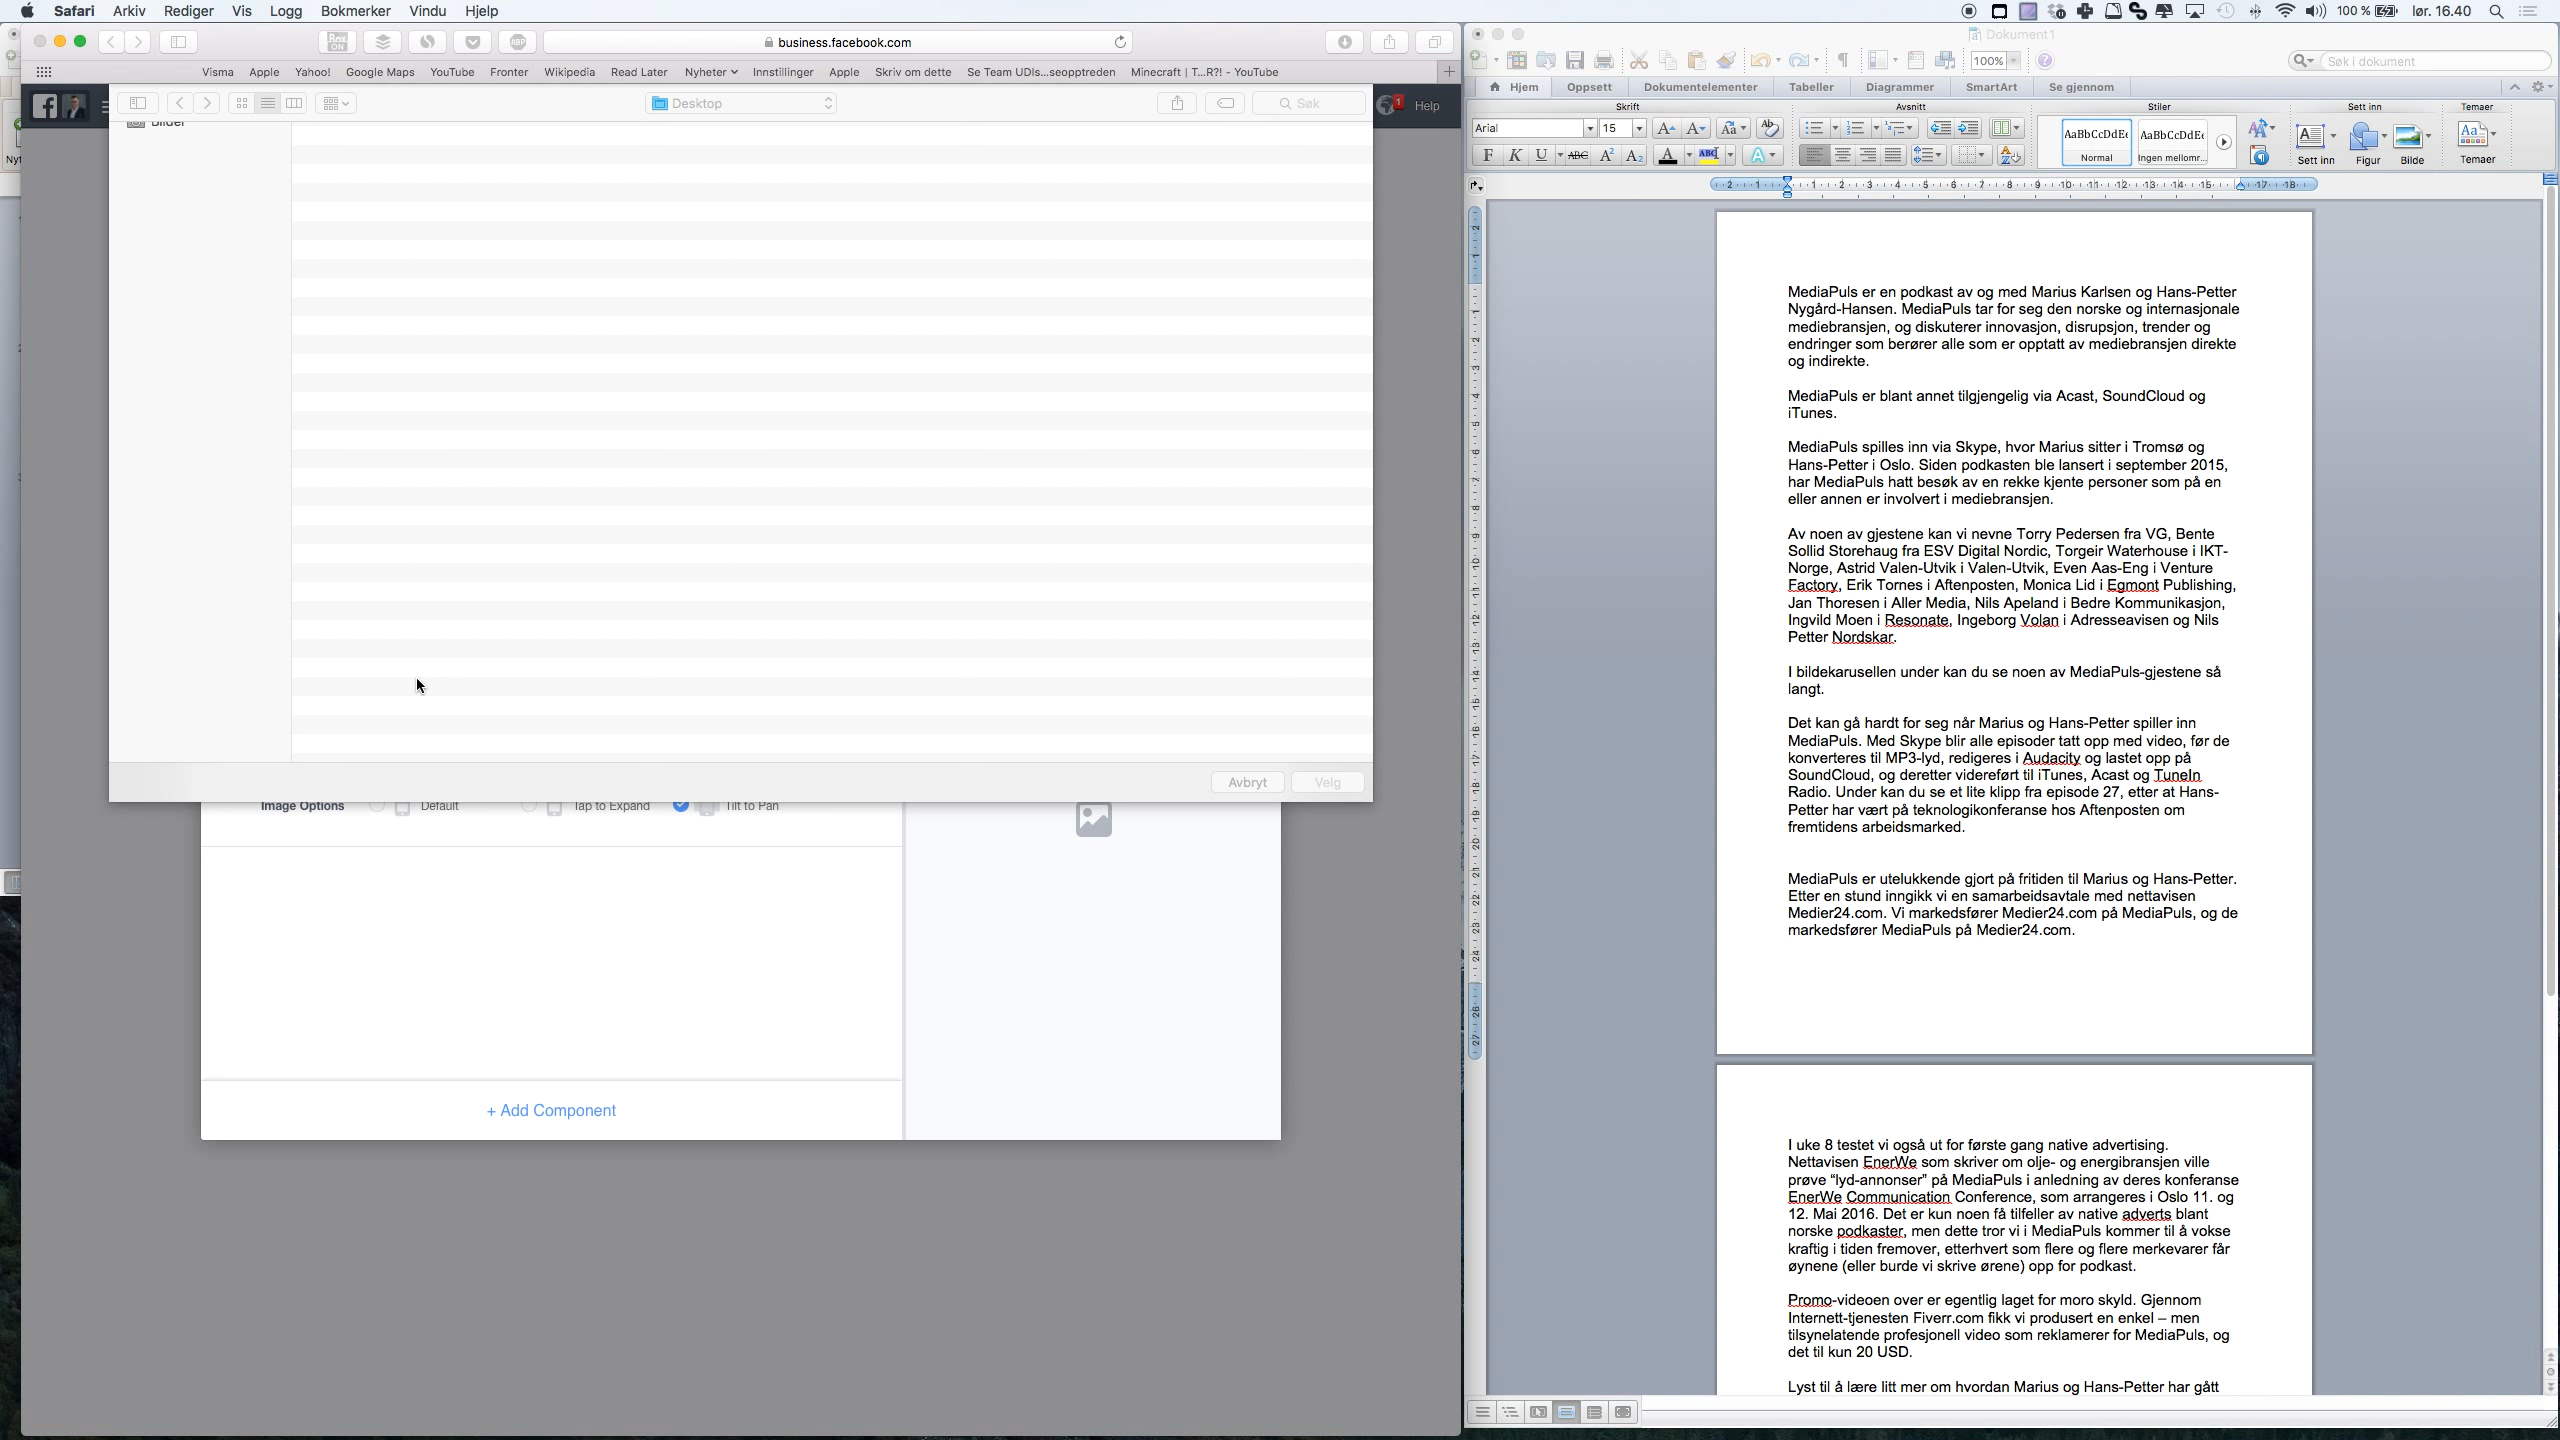 Safari Arkiv Rediger Vis Logg Bokmerker Vindu Hjelp
100 % lør. 16.40
business.facebook.com
ABP
Visma Apple Yahoo! Google Maps YouTube Fronter Wikipedia Read Later Nyheter Innstillinger Apple Skriv om dette Se Team UDIs...seopptreden Minecraft | T...R?! - YouTube
1 Help
Desktop
Søk
Bilder
Avbryt Velg
Image Options Default Tap to Expand Tilt to Pan
+ Add Component
Dokument1
100%
Søk i dokument
Hjem Oppsett Dokumentelementer Tabeller Diagrammer SmartArt Se gjennom
Skrift Avsnitt Stiler Sett inn Temaer
Arial 15
AaBbCcDdEe AaBbCcDdEe
F K U ABC A² A₂ A ABC A
Normal Ingen mellomr... Sett inn Figur Bilde Temaer
MediaPuls er en podkast av og med Marius Karlsen og Hans-Petter
Nygård-Hansen. MediaPuls tar for seg den norske og internasjonale
mediebransjen, og diskuterer innovasjon, disrupsjon, trender og
endringer som berører alle som er opptatt av mediebransjen direkte
og indirekte.
MediaPuls er blant annet tilgjengelig via Acast, SoundCloud og
iTunes.
MediaPuls spilles inn via Skype, hvor Marius sitter i Tromsø og
Hans-Petter i Oslo. Siden podkasten ble lansert i september 2015,
har MediaPuls hatt besøk av en rekke kjente personer som på en
eller annen er involvert i mediebransjen.
Av noen av gjestene kan vi nevne Torry Pedersen fra VG, Bente
Sollid Storehaug fra ESV Digital Nordic, Torgeir Waterhouse i IKT-
Norge, Astrid Valen-Utvik i Valen-Utvik, Even Aas-Eng i Venture
Factory, Erik Tornes i Aftenposten, Monica Lid i Egmont Publishing,
Jan Thoresen i Aller Media, Nils Apeland i Bedre Kommunikasjon,
Ingvild Moen i Resonate, Ingeborg Volan i Adresseavisen og Nils
Petter Nordskar.
I bildekarusellen under kan du se noen av MediaPuls-gjestene så
langt.
Det kan gå hardt for seg når Marius og Hans-Petter spiller inn
MediaPuls. Med Skype blir alle episoder tatt opp med video, før de
konverteres til MP3-lyd, redigeres i Audacity og lastet opp på
SoundCloud, og deretter videreført til iTunes, Acast og TuneIn
Radio. Under kan du se et lite klipp fra episode 27, etter at Hans-
Petter har vært på teknologikonferanse hos Aftenposten om
fremtidens arbeidsmarked.
MediaPuls er utelukkende gjort på fritiden til Marius og Hans-Petter.
Etter en stund inngikk vi en samarbeidsavtale med nettavisen
Medier24.com. Vi markedsfører Medier24.com på MediaPuls, og de
markedsfører MediaPuls på Medier24.com.
I uke 8 testet vi også ut for første gang native advertising.
Nettavisen EnerWe som skriver om olje- og energibransjen ville
prøve “lyd-annonser” på MediaPuls i anledning av deres konferanse
EnerWe Communication Conference, som arrangeres i Oslo 11. og
12. Mai 2016. Det er kun noen få tilfeller av native adverts blant
norske podkaster, men dette tror vi i MediaPuls kommer til å vokse
kraftig i tiden fremover, etterhvert som flere og flere merkevarer får
øynene (eller burde vi skrive ørene) opp for podkast.
Promo-videoen over er egentlig laget for moro skyld. Gjennom
Internett-tjenesten Fiverr.com fikk vi produsert en enkel – men
tilsynelatende profesjonell video som reklamerer for MediaPuls, og
det til kun 20 USD.
Lyst til å lære litt mer om hvordan Marius og Hans-Petter har gått